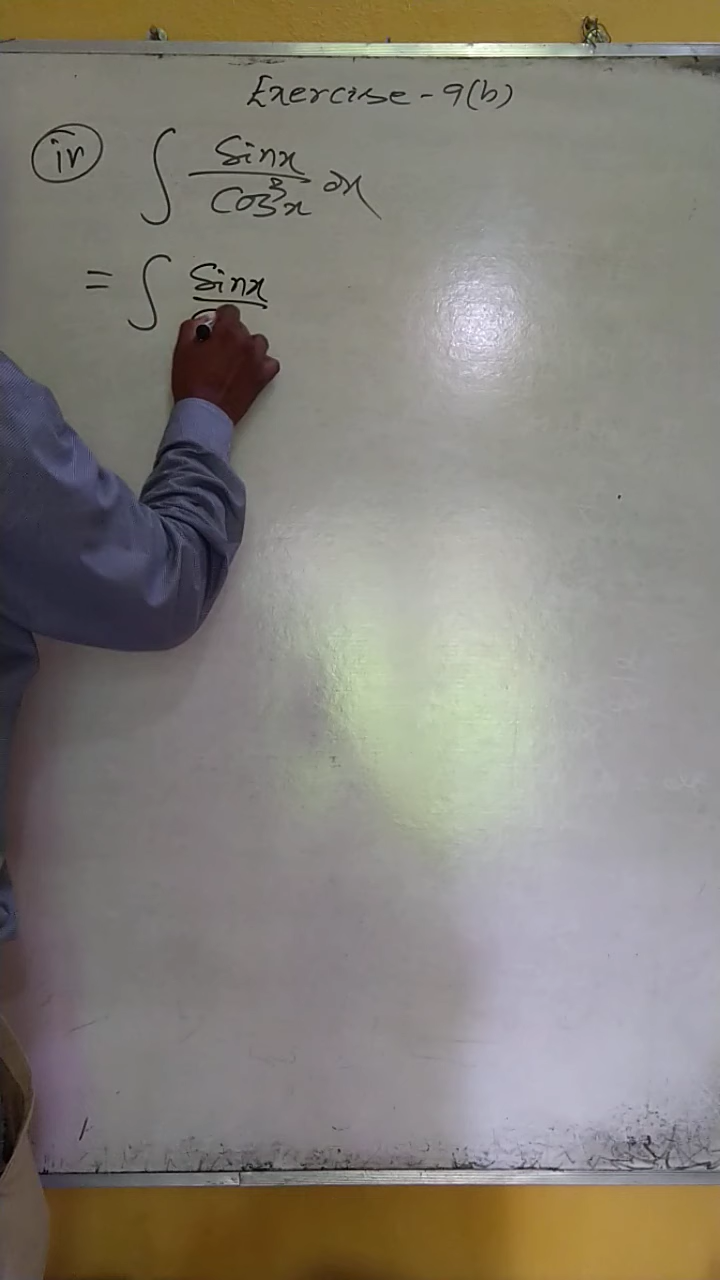 Exercise - 9(b)
(iv) ∫ Sinx / Cos³x dx
= ∫ Sinx